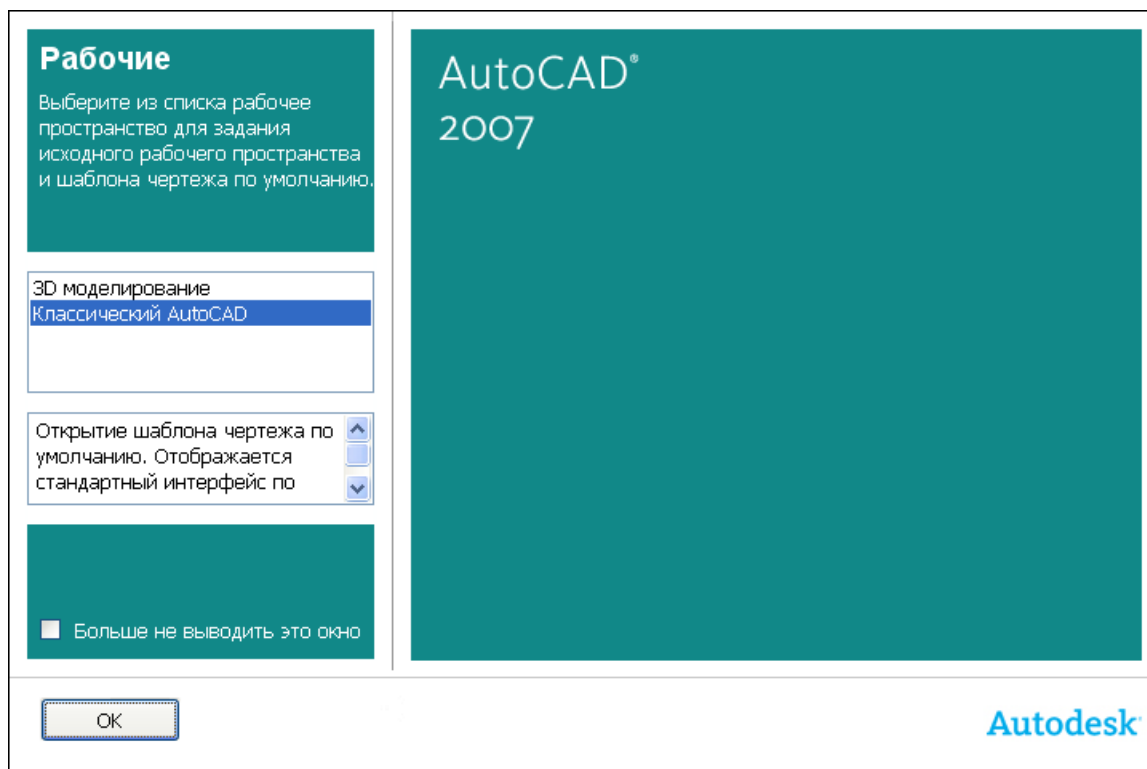 Рабочие
Выберите из списка рабочее
пространство для задания
исходного рабочего пространства
и шаблона чертежа по умолчанию.
3D моделирование
Классический AutoCAD
Открытие шаблона чертежа по
умолчанию. Отображается
стандартный интерфейс по
Больше не выводить это окно
OK
AutoCAD®
2007
Autodesk